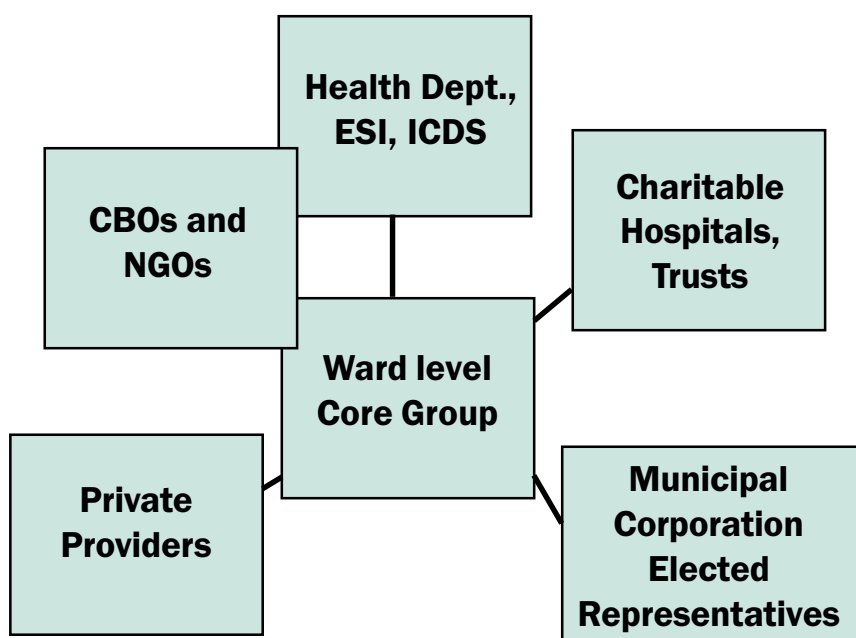 Health Dept.,
ESI, ICDS
CBOs and
NGOs
Charitable
Hospitals,
Trusts
Ward level
Core Group
Private
Providers
Municipal
Corporation
Elected
Representatives